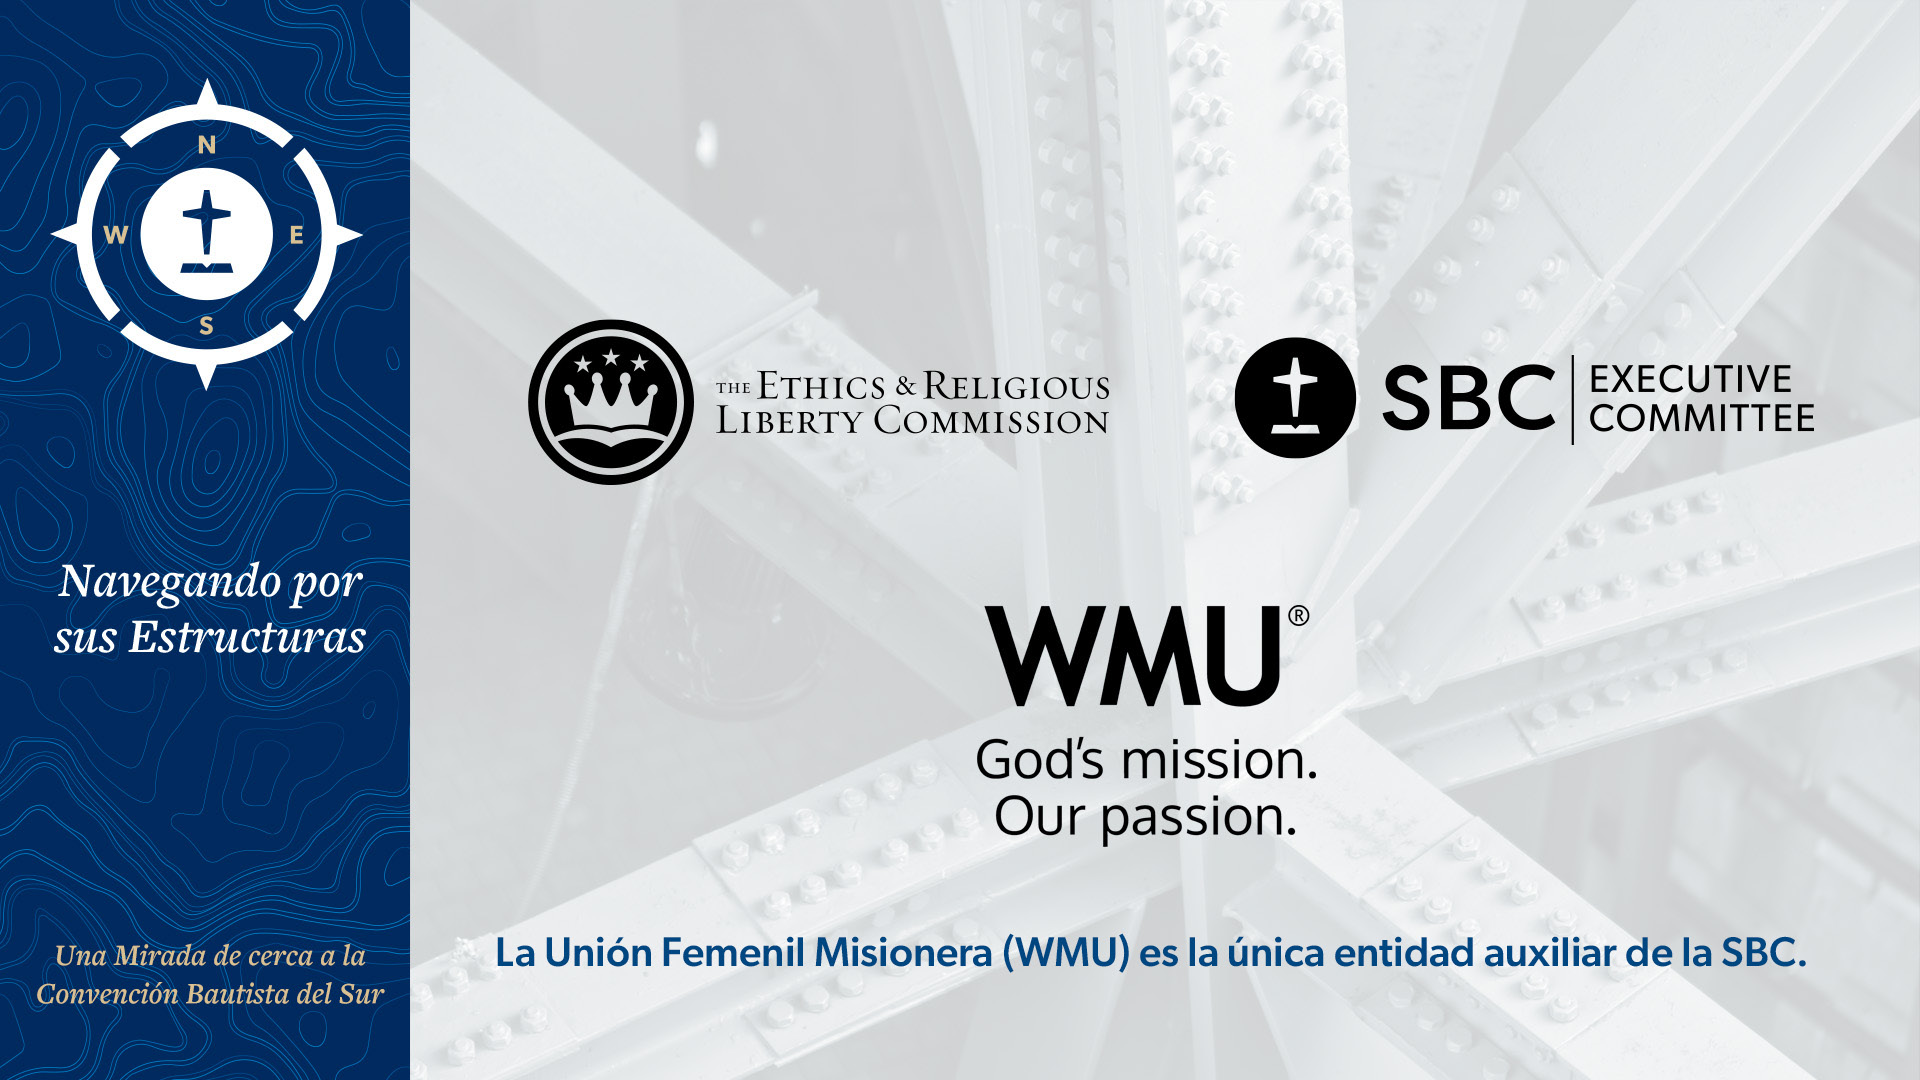 N
W
E
S
Navegando por
sus Estructuras
Una Mirada de cerca a la
Convención Bautista del Sur
THE ETHICS & RELIGIOUS
LIBERTY COMMISSION
SBC EXECUTIVE
COMMITTEE
WMU®
God's mission.
Our passion.
La Unión Femenil Misionera (WMU) es la única entidad auxiliar de la SBC.